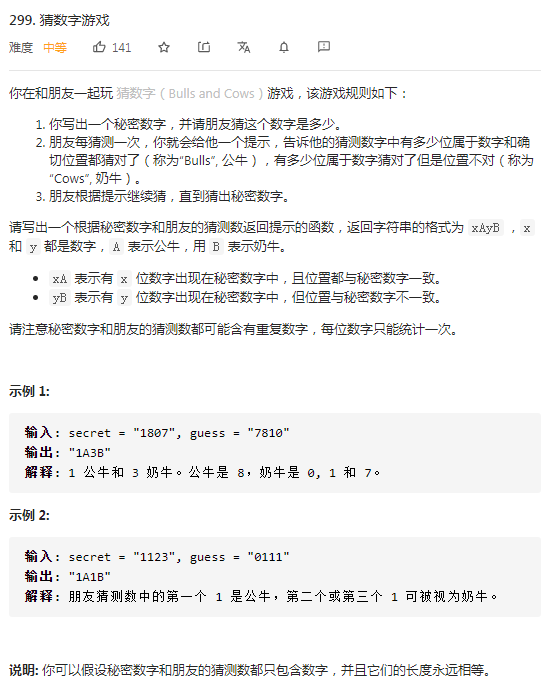 299. 猜数字游戏
难度 中等 141
你在和朋友一起玩 猜数字（Bulls and Cows）游戏，该游戏规则如下：
1. 你写出一个秘密数字，并请朋友猜这个数字是多少。
2. 朋友每猜测一次，你就会给他一个提示，告诉他的猜测数字中有多少位属于数字和确
切位置都猜对了（称为“Bulls”, 公牛），有多少位属于数字猜对了但是位置不对（称为
“Cows”, 奶牛）。
3. 朋友根据提示继续猜，直到猜出秘密数字。
请写出一个根据秘密数字和朋友的猜测数返回提示的函数，返回字符串的格式为 xAyB ，x
和 y 都是数字，A 表示公牛，用 B 表示奶牛。
• xA 表示有 x 位数字出现在秘密数字中，且位置都与秘密数字一致。
• yB 表示有 y 位数字出现在秘密数字中，但位置与秘密数字不一致。
请注意秘密数字和朋友的猜测数都可能含有重复数字，每位数字只能统计一次。
示例 1:
输入: secret = "1807", guess = "7810"
输出: "1A3B"
解释: 1 公牛和 3 奶牛。公牛是 8，奶牛是 0, 1 和 7。
示例 2:
输入: secret = "1123", guess = "0111"
输出: "1A1B"
解释: 朋友猜测数中的第一个 1 是公牛，第二个或第三个 1 可被视为奶牛。
说明: 你可以假设秘密数字和朋友的猜测数都只包含数字，并且它们的长度永远相等。